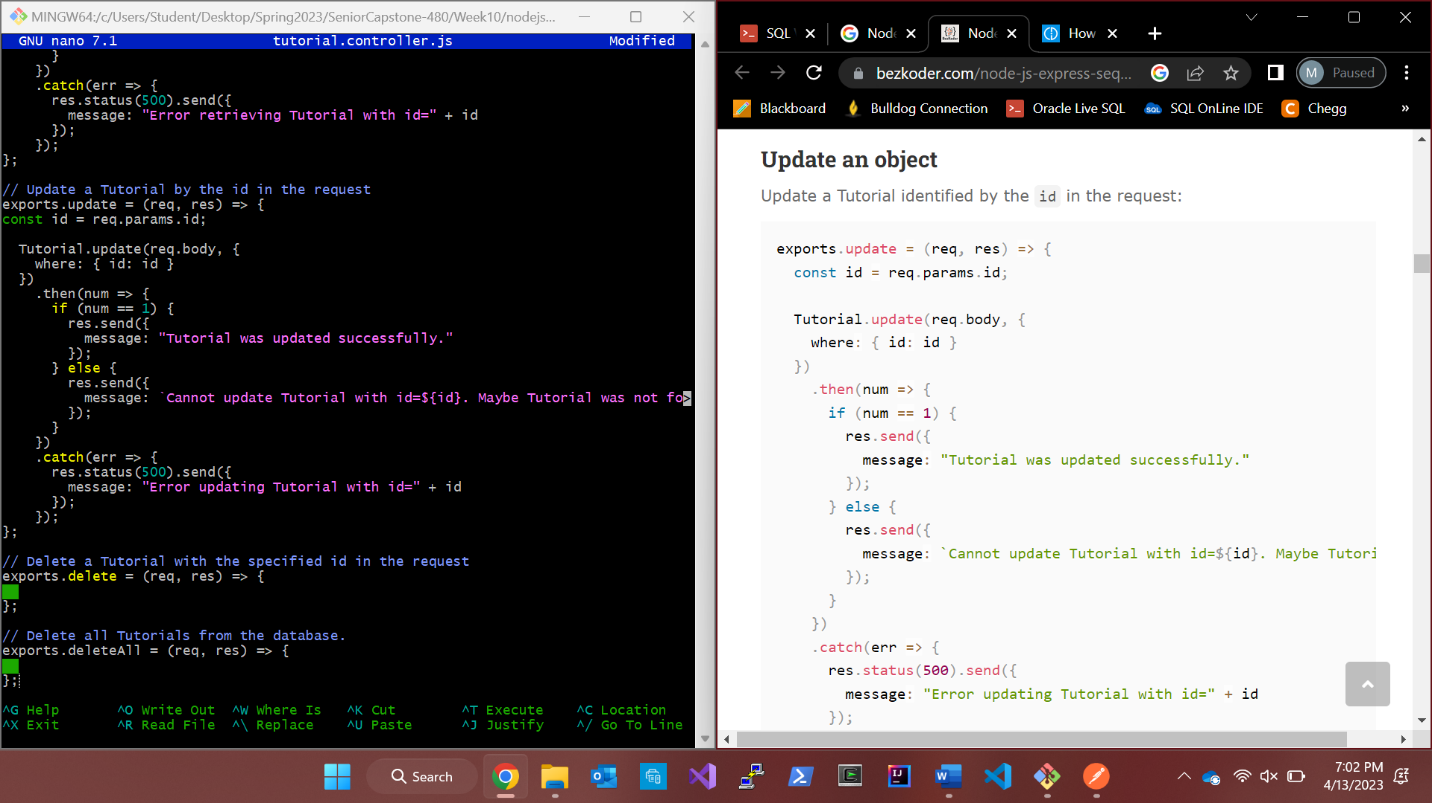 MINGW64:/c/Users/Student/Desktop/Spring2023/SeniorCapstone-480/Week10/nodejs...
GNU nano 7.1 tutorial.controller.js Modified
      }
    })
    .catch(err => {
      res.status(500).send({
        message: "Error retrieving Tutorial with id=" + id
      });
    });
};
// Update a Tutorial by the id in the request
exports.update = (req, res) => {
const id = req.params.id;
  Tutorial.update(req.body, {
    where: { id: id }
  })
    .then(num => {
      if (num == 1) {
        res.send({
          message: "Tutorial was updated successfully."
        });
      } else {
        res.send({
          message: `Cannot update Tutorial with id=${id}. Maybe Tutorial was not fo>
        });
      }
    })
    .catch(err => {
      res.status(500).send({
        message: "Error updating Tutorial with id=" + id
      });
    });
};
// Delete a Tutorial with the specified id in the request
exports.delete = (req, res) => {
};
// Delete all Tutorials from the database.
exports.deleteAll = (req, res) => {
};
^G Help ^O Write Out ^W Where Is ^K Cut ^T Execute ^C Location
^X Exit ^R Read File ^\ Replace ^U Paste ^J Justify ^/ Go To Line
SQL Node Node How
bezkoder.com/node-js-express-seq... M Paused
Blackboard Bulldog Connection Oracle Live SQL SQL OnLine IDE Chegg »
Update an object
Update a Tutorial identified by the id in the request:
exports.update = (req, res) => {
  const id = req.params.id;
  Tutorial.update(req.body, {
    where: { id: id }
  })
    .then(num => {
      if (num == 1) {
        res.send({
          message: "Tutorial was updated successfully."
        });
      } else {
        res.send({
          message: `Cannot update Tutorial with id=${id}. Maybe Tutori
        });
      }
    })
    .catch(err => {
      res.status(500).send({
        message: "Error updating Tutorial with id=" + id
      });
Search
7:02 PM
4/13/2023